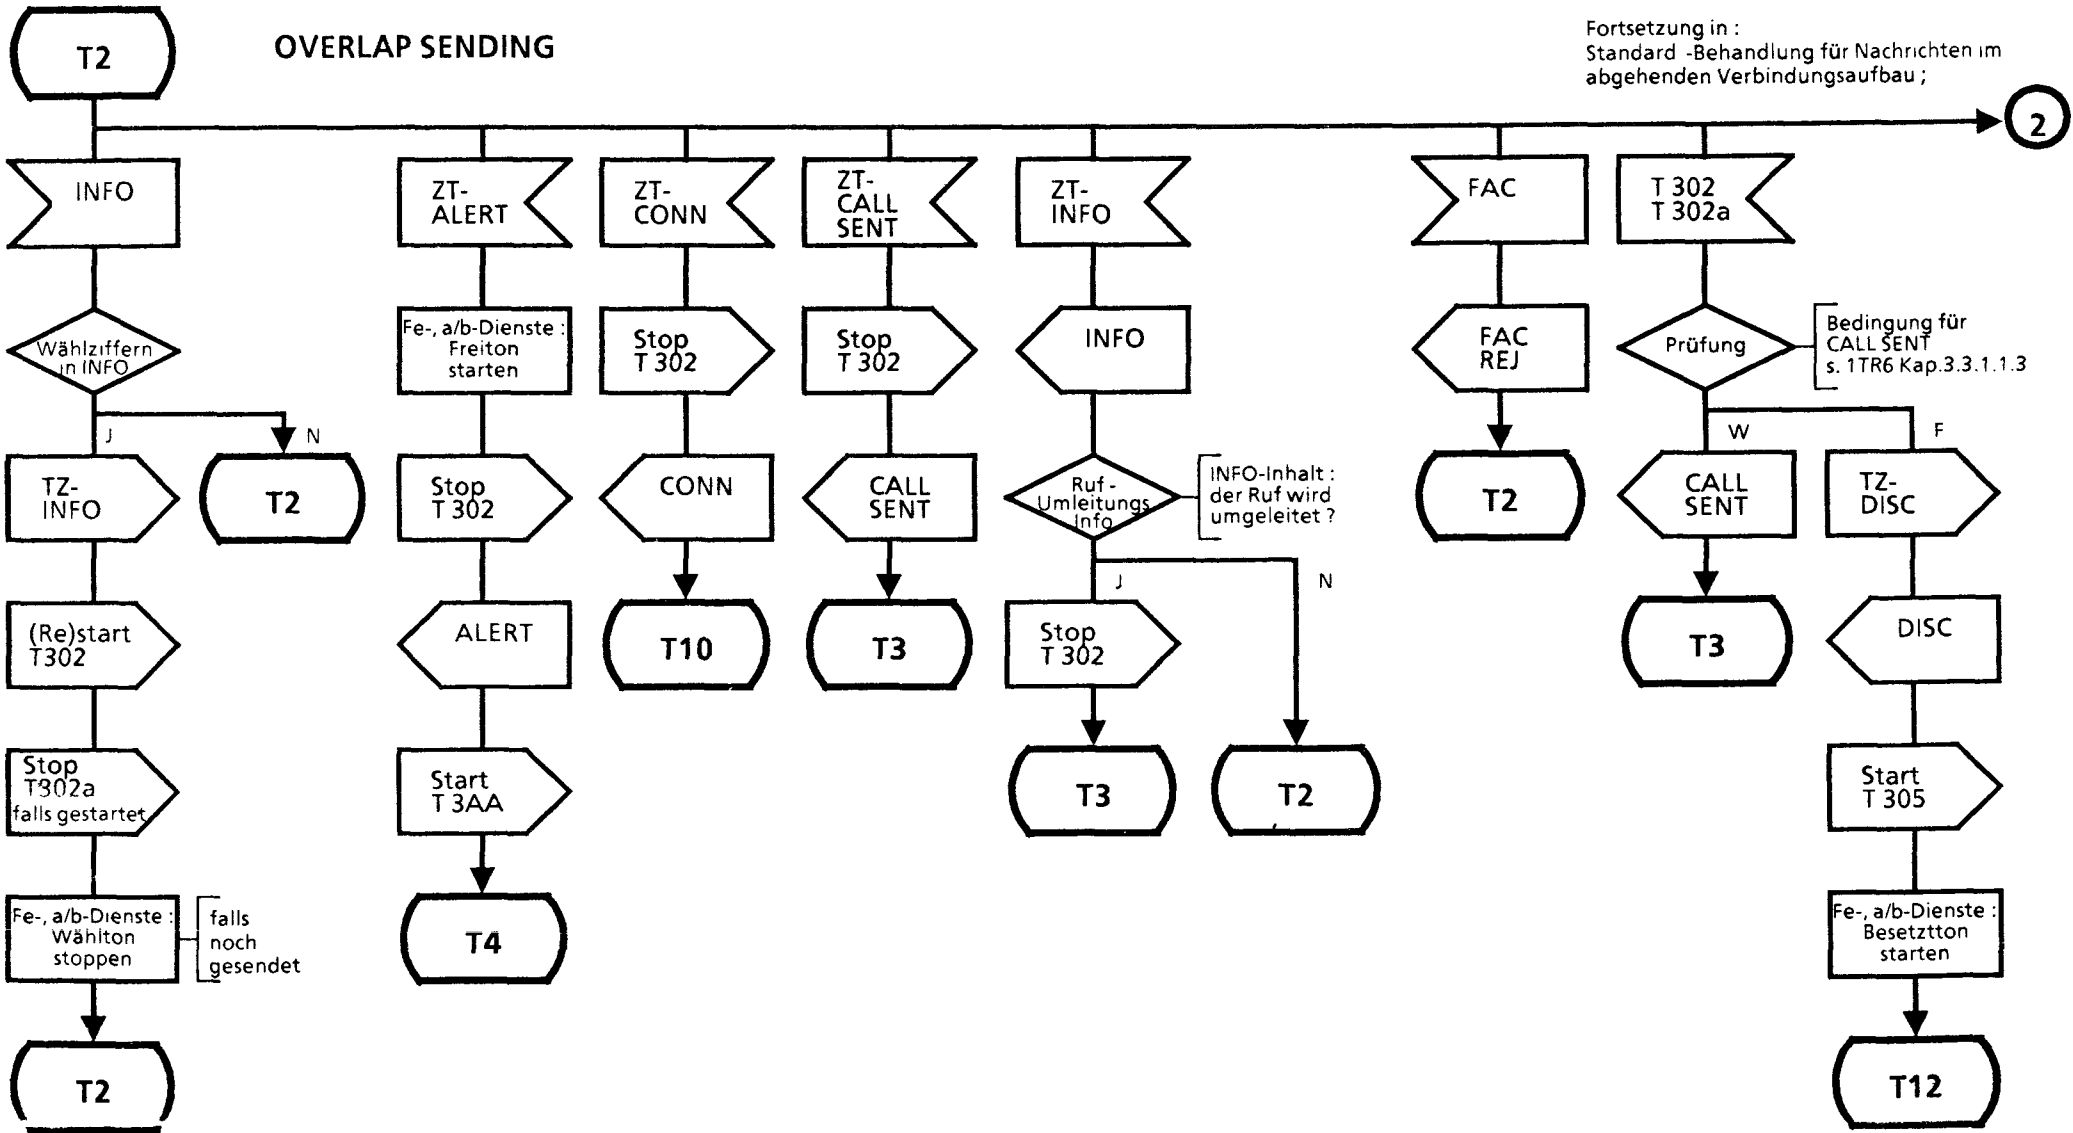 T2
OVERLAP SENDING
Fortsetzung in :
Standard -Behandlung für Nachrichten im
abgehenden Verbindungsaufbau ;
2
INFO
Wählziffern
in INFO
J
N
TZ-
INFO
T2
(Re)start
T302
Stop
T302a
falls gestartet
Fe-, a/b-Dienste :
Wählton
stoppen
falls
noch
gesendet
T2
ZT-
ALERT
Fe-, a/b-Dienste :
Freiton
starten
Stop
T 302
ALERT
Start
T 3AA
T4
ZT-
CONN
Stop
T 302
CONN
T10
ZT-
CALL
SENT
Stop
T 302
CALL
SENT
T3
ZT-
INFO
INFO
Ruf -
Umleitungs
Info
INFO-Inhalt :
der Ruf wird
umgeleitet ?
J
N
Stop
T 302
T3
T2
FAC
FAC
REJ
T2
T 302
T 302a
Prüfung
Bedingung für
CALL SENT
s. 1TR6 Kap.3.3.1.1.3
W
F
CALL
SENT
T3
TZ-
DISC
DISC
Start
T 305
Fe-, a/b-Dienste :
Besetztton
starten
T12